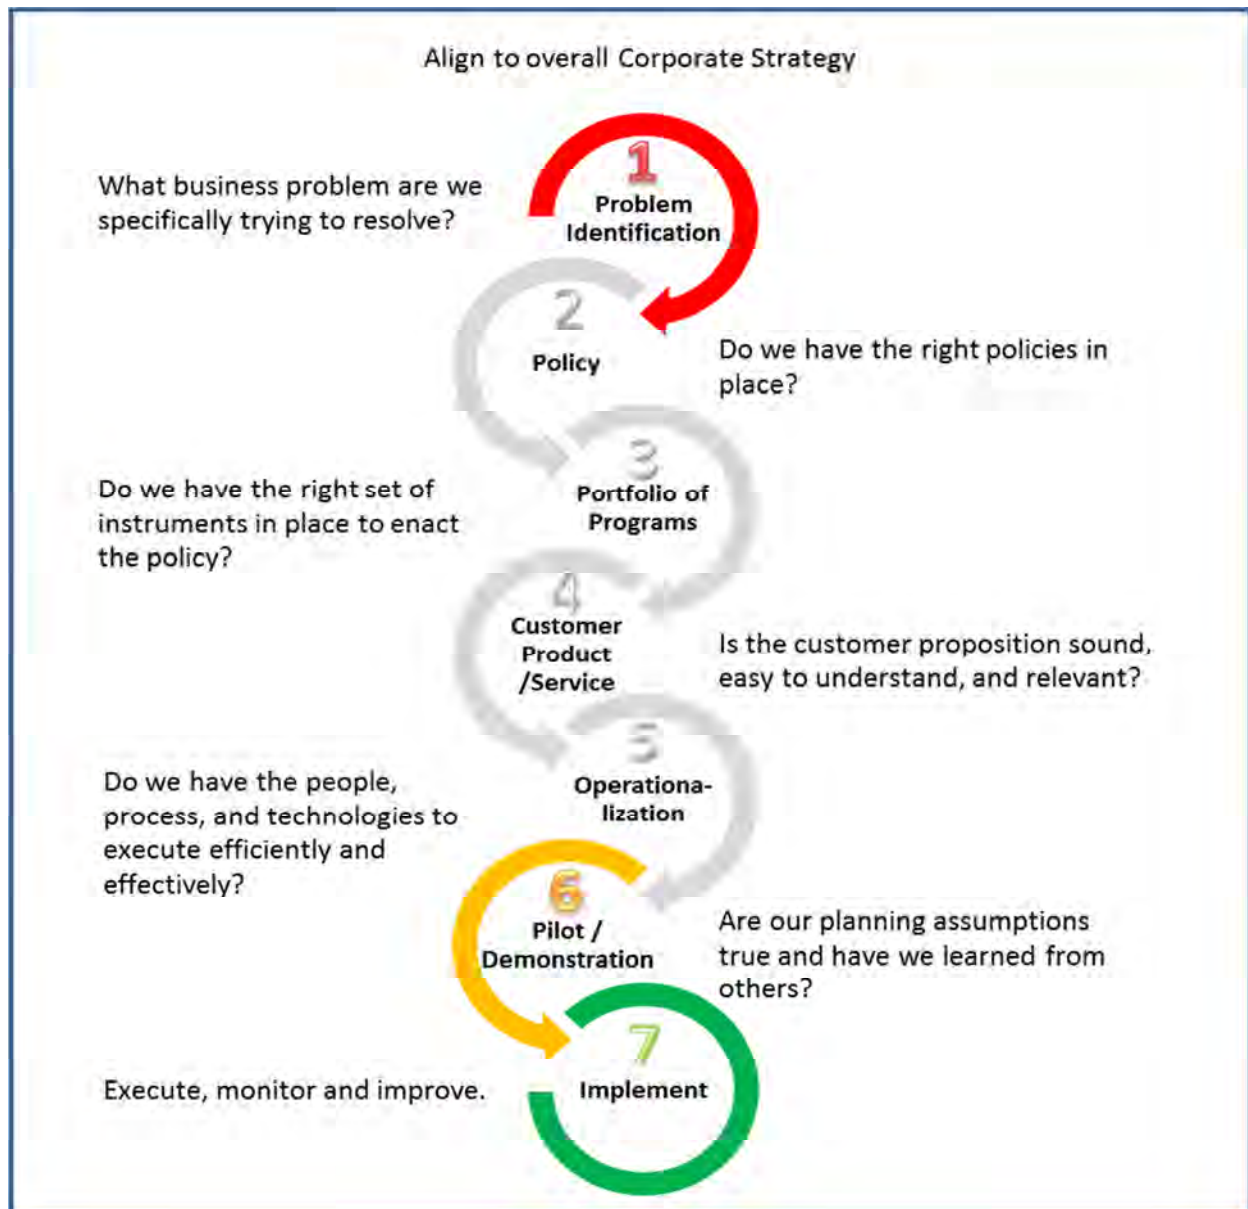 Align to overall Corporate Strategy
1
Problem
Identification
What business problem are we
specifically trying to resolve?
2
Policy
Do we have the right policies in
place?
3
Portfolio of
Programs
Do we have the right set of
instruments in place to enact
the policy?
4
Customer
Product
/Service
Is the customer proposition sound,
easy to understand, and relevant?
5
Operationa-
lization
Do we have the people,
process, and technologies to
execute efficiently and
effectively?
6
Pilot /
Demonstration
Are our planning assumptions
true and have we learned from
others?
7
Implement
Execute, monitor and improve.